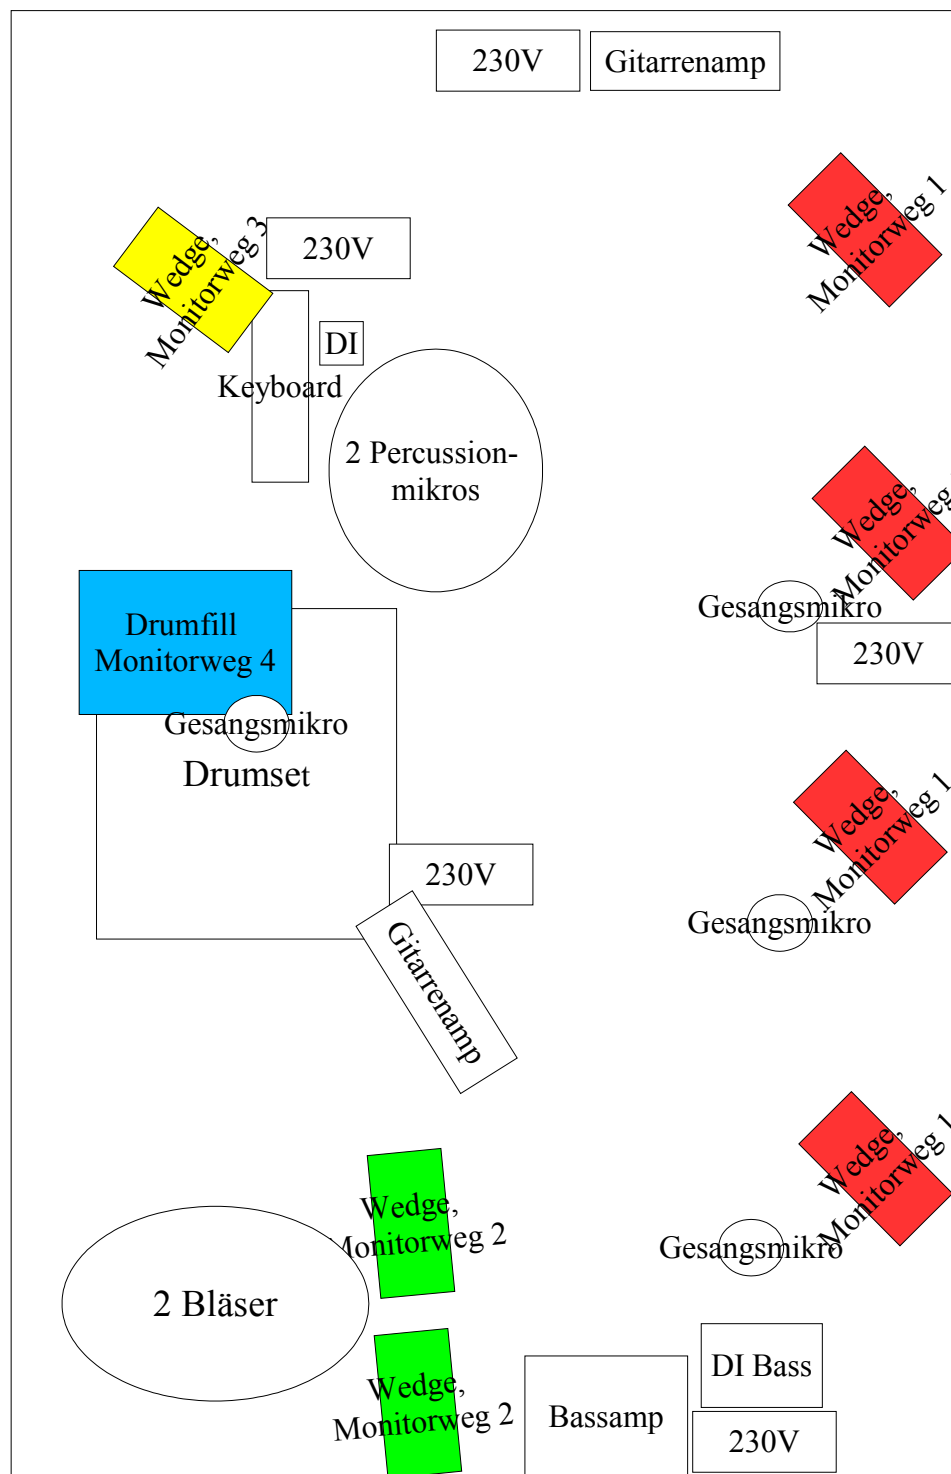 230V
Gitarrenamp
Wedge,
Monitorweg 1
Wedge,
Monitorweg 3
230V
DI
Keyboard
2 Percussion-
mikros
Wedge,
Monitorweg
Gesangsmikro
230V
Drumfill
Monitorweg 4
Gesangsmikro
Drumset
Wedge,
Monitorweg 1
230V
Gesangsmikro
Gitarrenamp
Wedge,
Monitorweg 1
Wedge,
Monitorweg 2
Gesangsmikro
2 Bläser
DI Bass
Wedge,
Monitorweg 2
Bassamp
230V